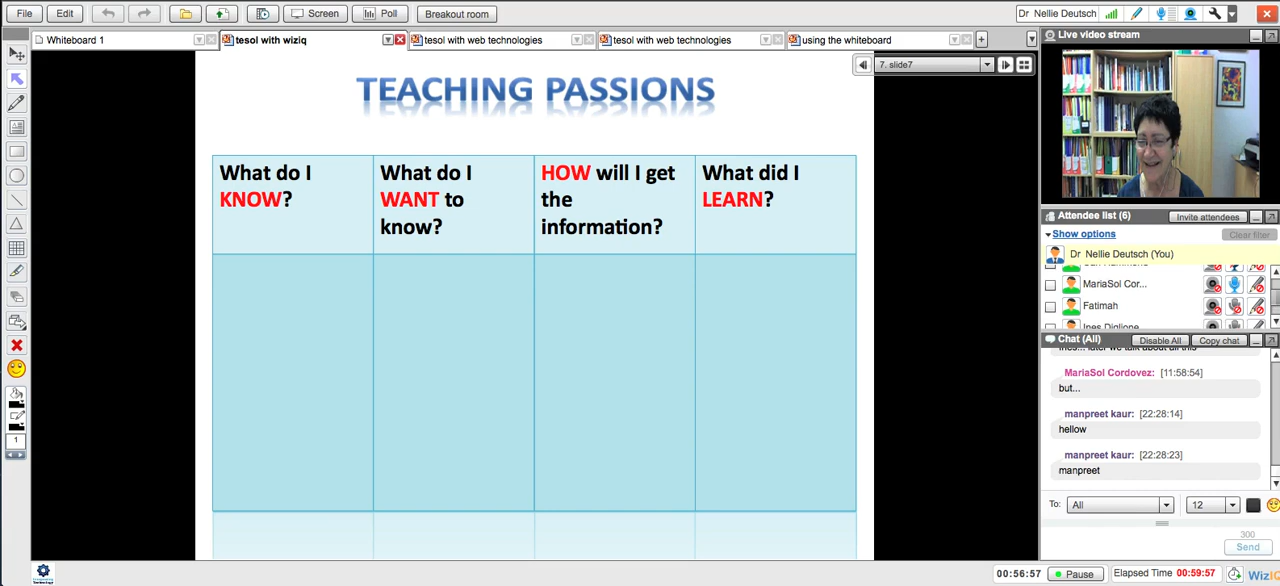 File Edit Screen Poll Breakout room Dr Nellie Deutsch
Whiteboard 1 tesol with wiziq tesol with web technologies tesol with web technologies using the whiteboard
7. slide7
TEACHING PASSIONS
What do I
KNOW?
What do I
WANT to
know?
HOW will I get
the
information?
What did I
LEARN?
1
Live video stream
Attendee list (6) Invite attendees
Show options Clear filter
Dr Nellie Deutsch (You)
MariaSol Cor...
Fatimah
Ines Diglione
Chat (All) Disable All Copy chat
MariaSol Cordovez: [11:58:54]
but...
manpreet kaur: [22:28:14]
hellow
manpreet kaur: [22:28:23]
manpreet
To: All 12
300
Send
00:56:57 Pause Elapsed Time 00:59:57